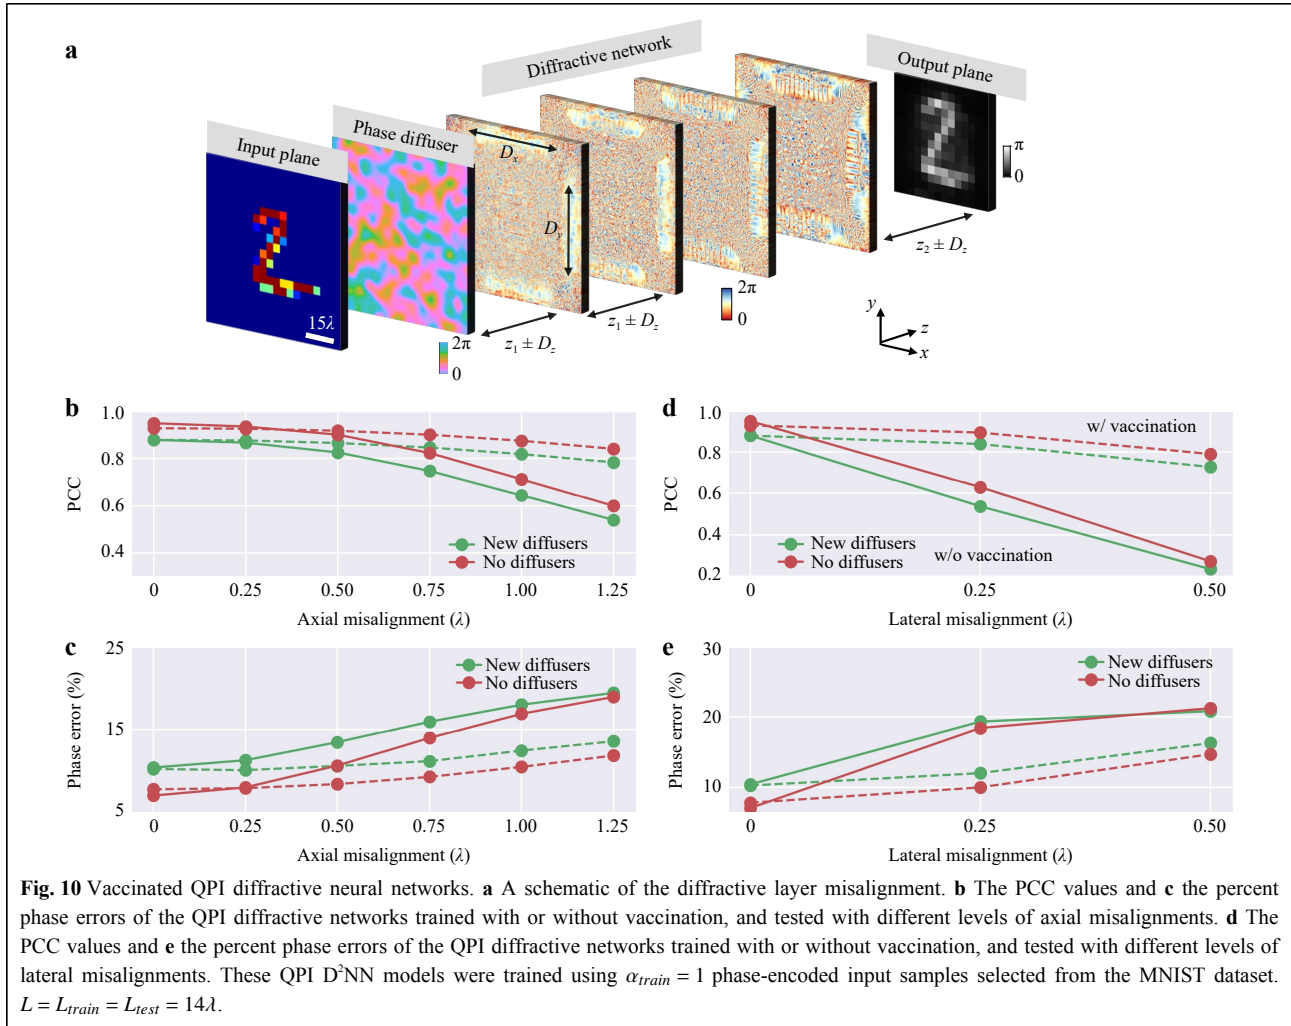 a
Diffractive network
Output plane
Phase diffuser
Input plane
Dx
Dy
π
0
z2 ± Dz
2π
0
z1 ± Dz
z1 ± Dz
15λ
2π
0
y
z
x
b
1.0
0.8
0.6
0.4
PCC
New diffusers
No diffusers
0 0.25 0.50 0.75 1.00 1.25
Axial misalignment (λ)
d
1.0
0.8
0.6
0.4
0.2
PCC
w/ vaccination
New diffusers
No diffusers
w/o vaccination
0 0.25 0.50
Lateral misalignment (λ)
c
25
15
5
Phase error (%)
New diffusers
No diffusers
0 0.25 0.50 0.75 1.00 1.25
Axial misalignment (λ)
e
30
20
10
Phase error (%)
New diffusers
No diffusers
0 0.25 0.50
Lateral misalignment (λ)
Fig. 10 Vaccinated QPI diffractive neural networks. a A schematic of the diffractive layer misalignment. b The PCC values and c the percent
phase errors of the QPI diffractive networks trained with or without vaccination, and tested with different levels of axial misalignments. d The
PCC values and e the percent phase errors of the QPI diffractive networks trained with or without vaccination, and tested with different levels of
lateral misalignments. These QPI D²NN models were trained using αtrain = 1 phase-encoded input samples selected from the MNIST dataset.
L = Ltrain = Ltest = 14λ.